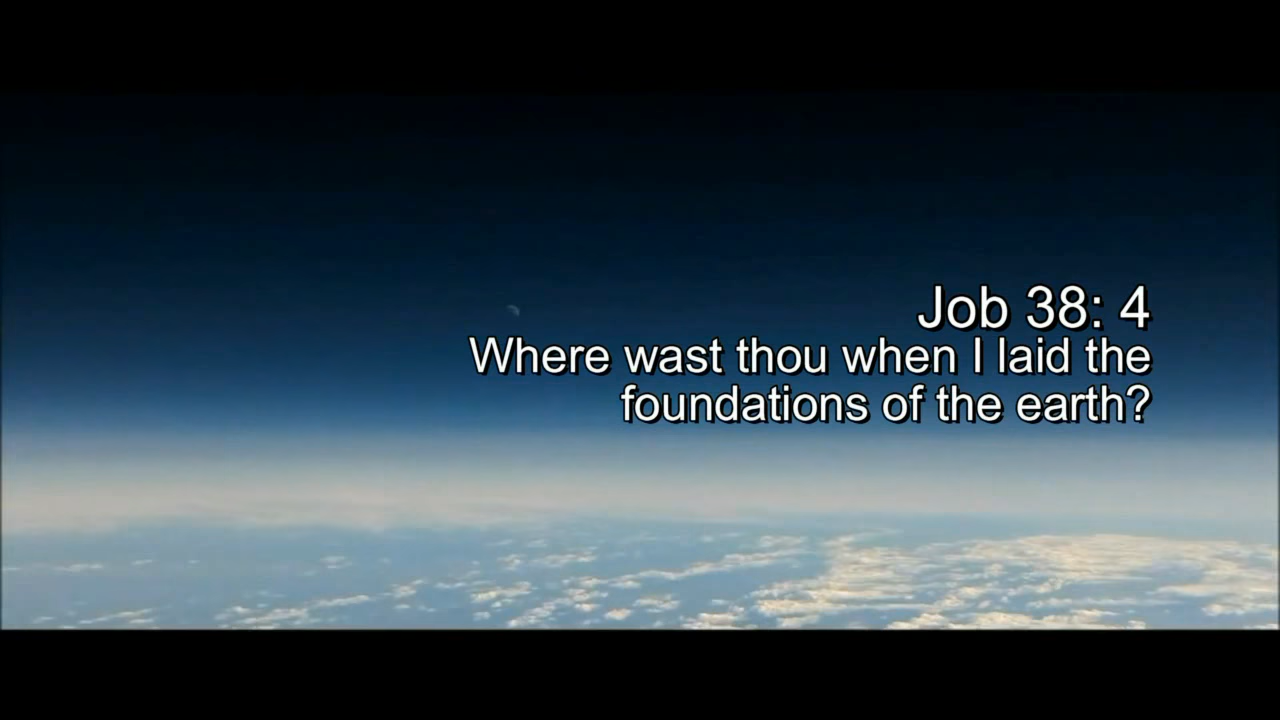 Job 38: 4
Where wast thou when I laid the
foundations of the earth?